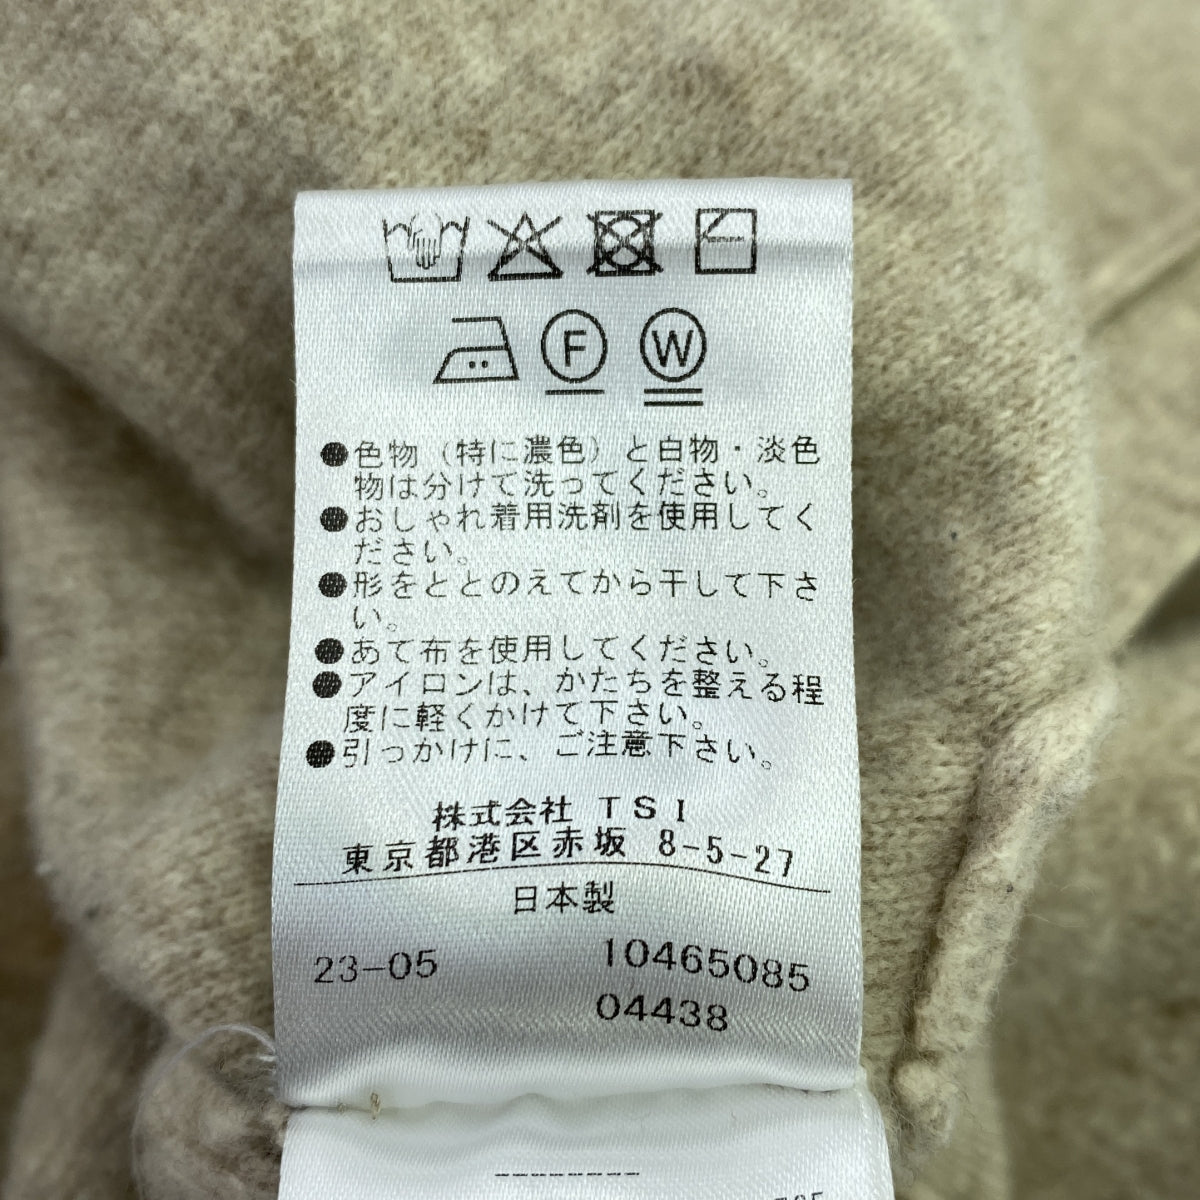 F W
●色物（特に濃色）と白物・淡色
物は分けて洗ってください。
●おしゃれ着用洗剤を使用してく
ださい。
●形をととのえてから干して下さ
い。
●あて布を使用してください。
●アイロンは、かたちを整える程
度に軽くかけて下さい。
●引っかけに、ご注意下さい。
株式会社 TSI
東京都港区赤坂 8-5-27
日本製
23-05 10465085
04438